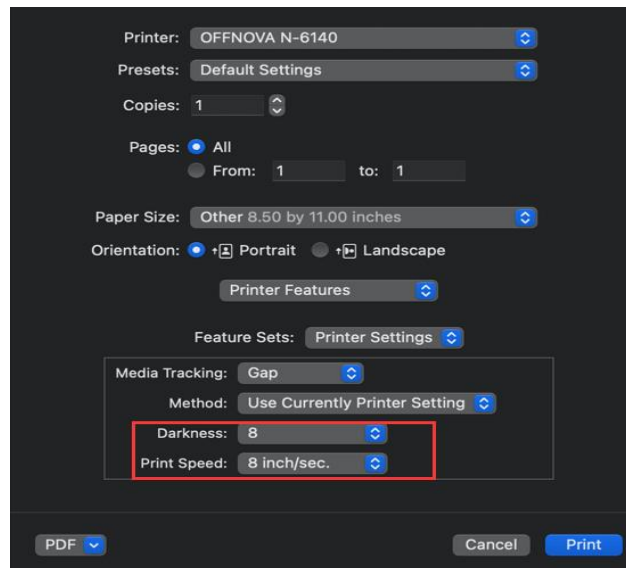 Printer: OFFNOVA N-6140
Presets: Default Settings
Copies: 1
Pages: All
From: 1 to: 1
Paper Size: Other 8.50 by 11.00 inches
Orientation: Portrait Landscape
Printer Features
Feature Sets: Printer Settings
Media Tracking: Gap
Method: Use Currently Printer Setting
Darkness: 8
Print Speed: 8 inch/sec.
PDF Cancel Print